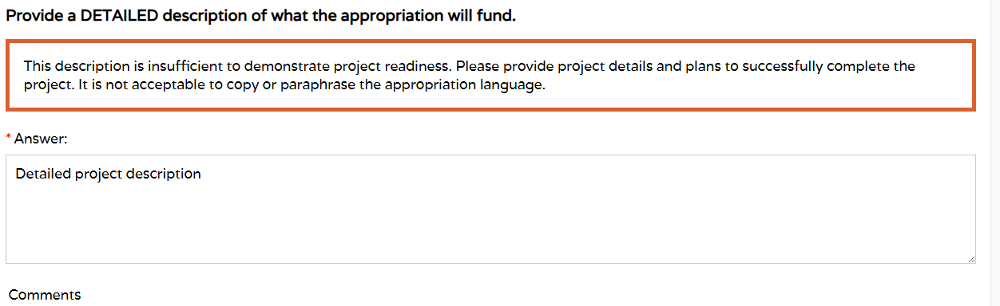 Provide a DETAILED description of what the appropriation will fund.
This description is insufficient to demonstrate project readiness. Please provide project details and plans to successfully complete the
project. It is not acceptable to copy or paraphrase the appropriation language.
* Answer:
Detailed project description
Comments